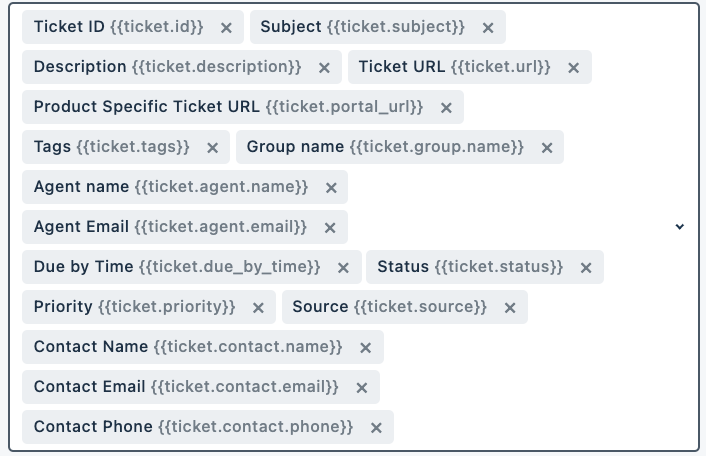 Ticket ID {{ticket.id}} × Subject {{ticket.subject}} ×
Description {{ticket.description}} × Ticket URL {{ticket.url}} ×
Product Specific Ticket URL {{ticket.portal_url}} ×
Tags {{ticket.tags}} × Group name {{ticket.group.name}} ×
Agent name {{ticket.agent.name}} ×
Agent Email {{ticket.agent.email}} ×
Due by Time {{ticket.due_by_time}} × Status {{ticket.status}} ×
Priority {{ticket.priority}} × Source {{ticket.source}} ×
Contact Name {{ticket.contact.name}} ×
Contact Email {{ticket.contact.email}} ×
Contact Phone {{ticket.contact.phone}} ×